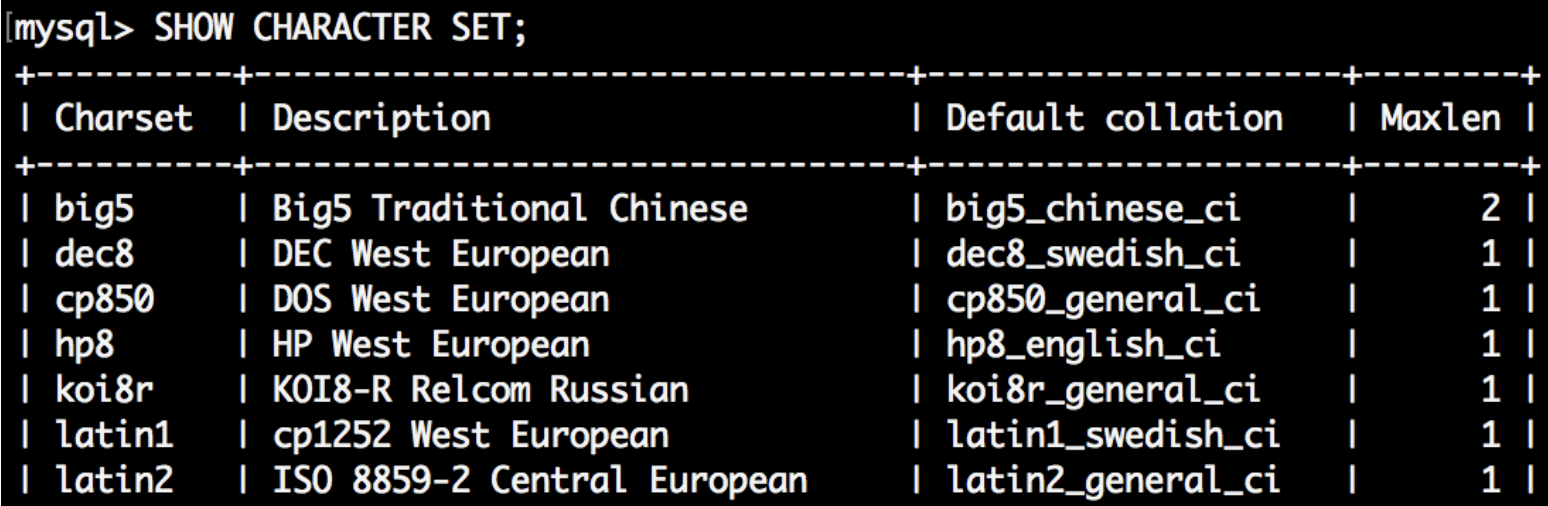 [mysql> SHOW CHARACTER SET;
+----------+---------------------------------+---------------------+--------+
| Charset  | Description                     | Default collation   | Maxlen |
+----------+---------------------------------+---------------------+--------+
| big5     | Big5 Traditional Chinese        | big5_chinese_ci     |      2 |
| dec8     | DEC West European               | dec8_swedish_ci     |      1 |
| cp850    | DOS West European               | cp850_general_ci    |      1 |
| hp8      | HP West European                | hp8_english_ci      |      1 |
| koi8r    | KOI8-R Relcom Russian           | koi8r_general_ci    |      1 |
| latin1   | cp1252 West European            | latin1_swedish_ci   |      1 |
| latin2   | ISO 8859-2 Central European     | latin2_general_ci   |      1 |